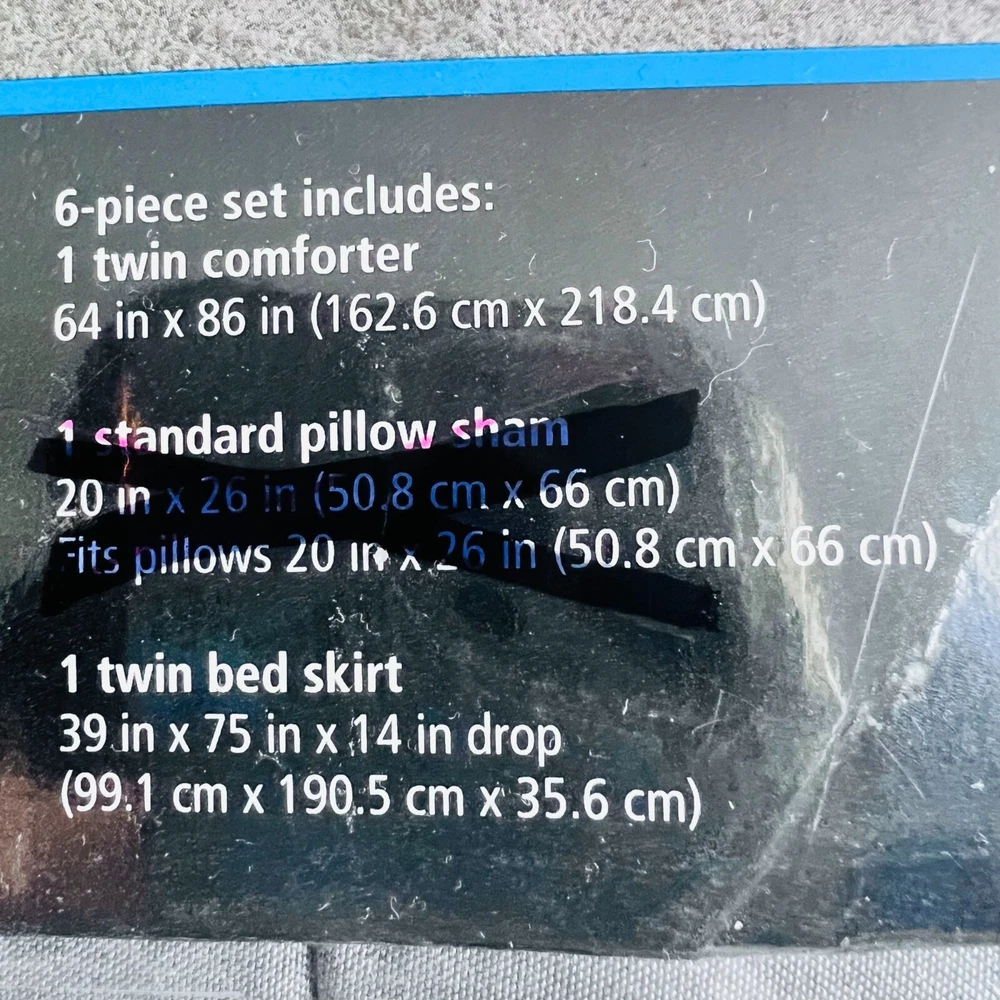 6-piece set includes:
1 twin comforter
64 in x 86 in (162.6 cm x 218.4 cm)
1 standard pillow sham
20 in x 26 in (50.8 cm x 66 cm)
Fits pillows 20 in x 26 in (50.8 cm x 66 cm)
1 twin bed skirt
39 in x 75 in x 14 in drop
(99.1 cm x 190.5 cm x 35.6 cm)